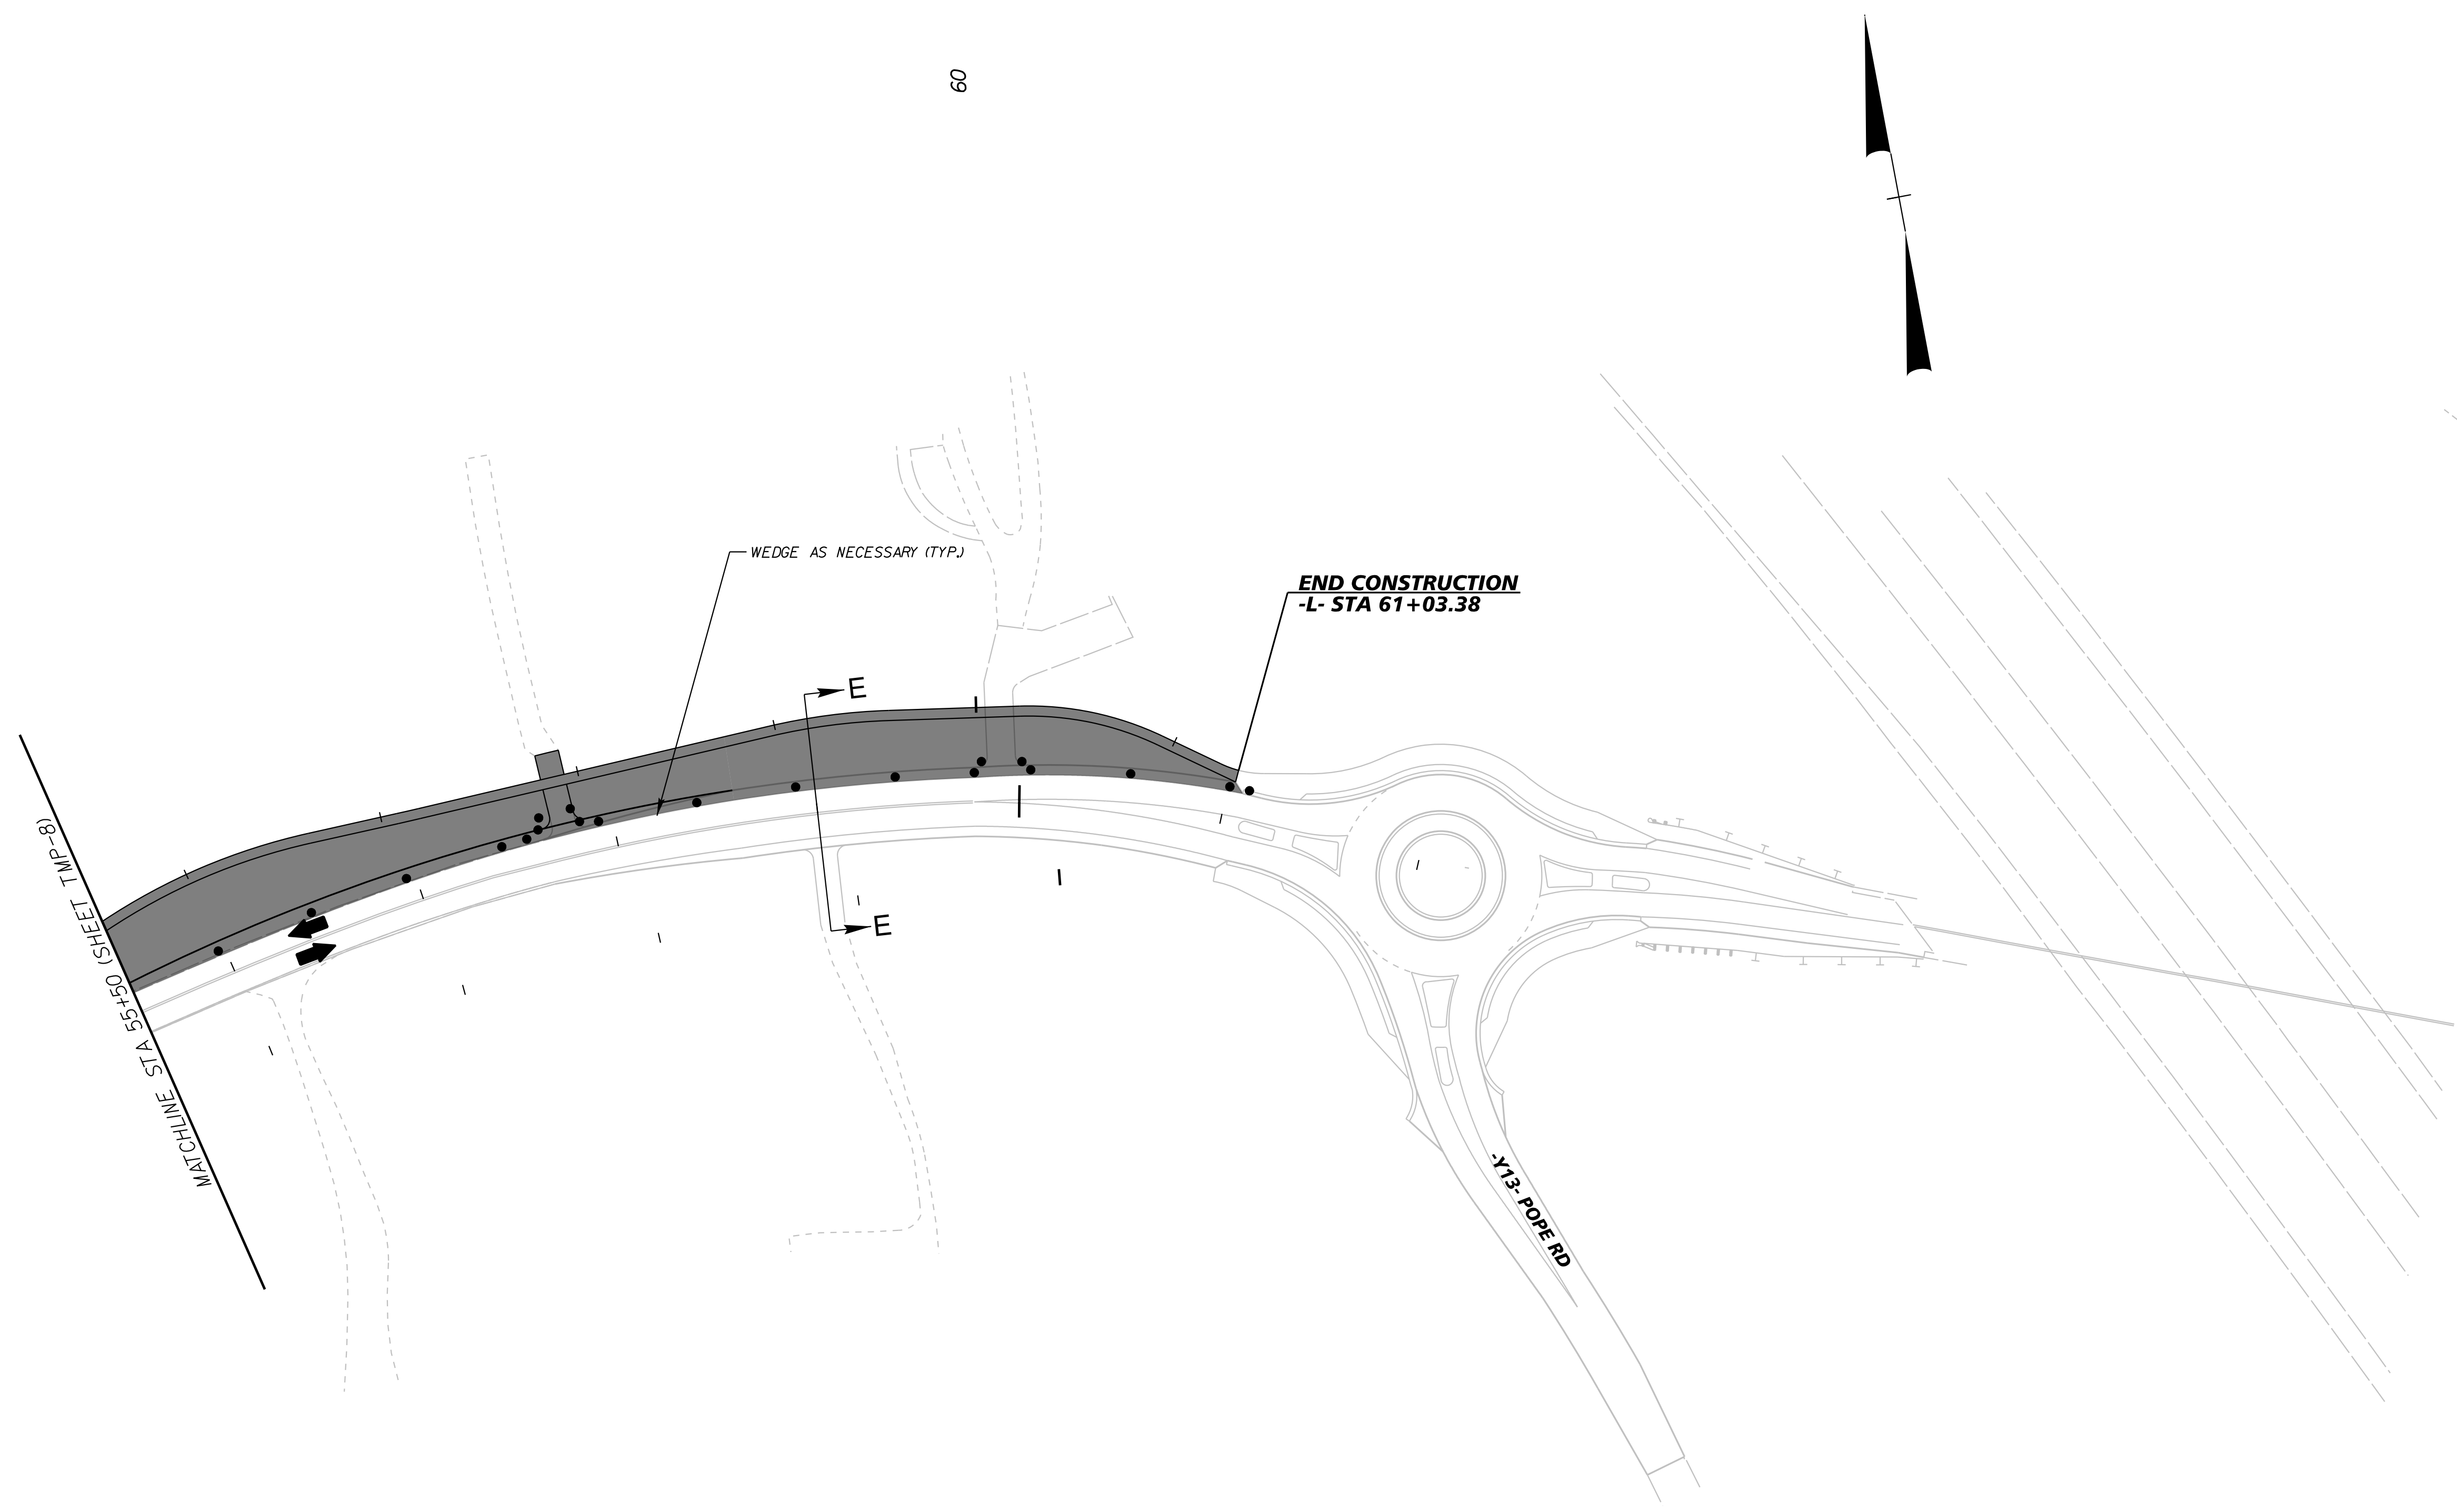 60
WEDGE AS NECESSARY (TYP.)
END CONSTRUCTION
-L- STA 61+03.38
E
E
MATCHLINE STA 55+50 (SHEET TMP-8)
-Y13- POPE RD